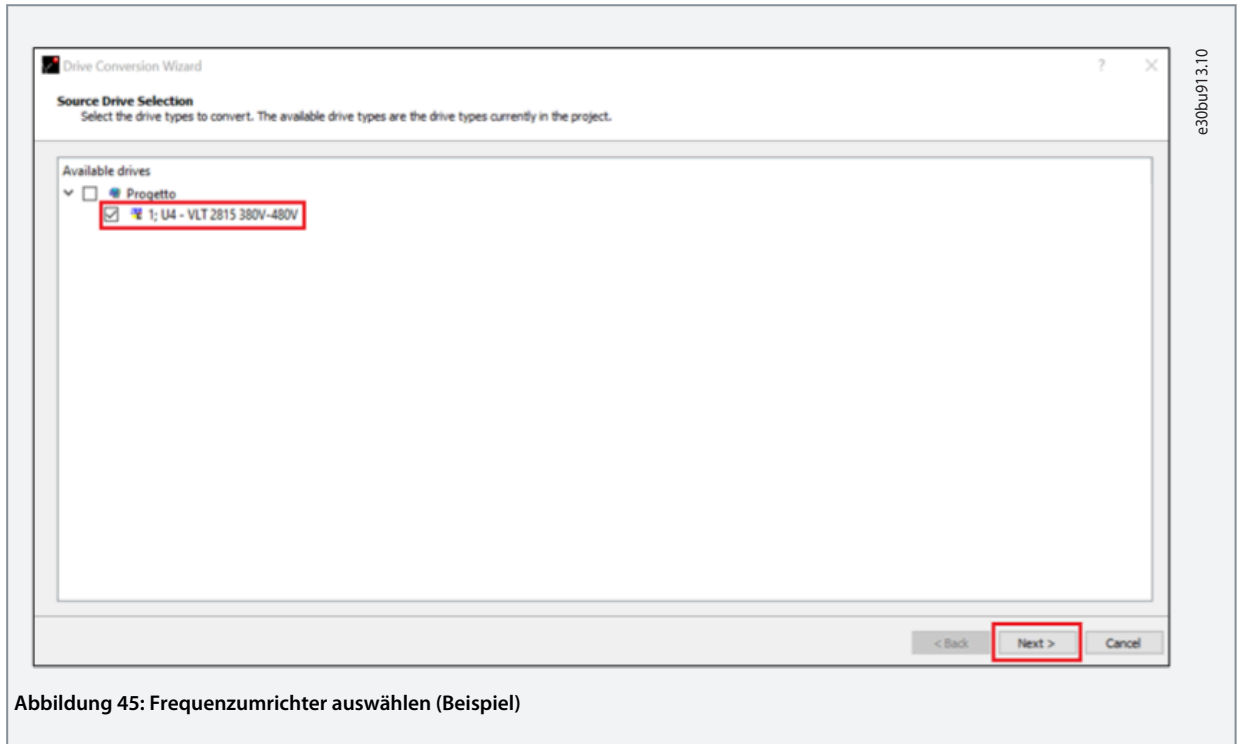 Drive Conversion Wizard
?
Source Drive Selection
Select the drive types to convert. The available drive types are the drive types currently in the project.
Available drives
Progetto
1; U4 - VLT 2815 380V-480V
< Back
Next >
Cancel
e30bu913.10
Abbildung 45: Frequenzumrichter auswählen (Beispiel)